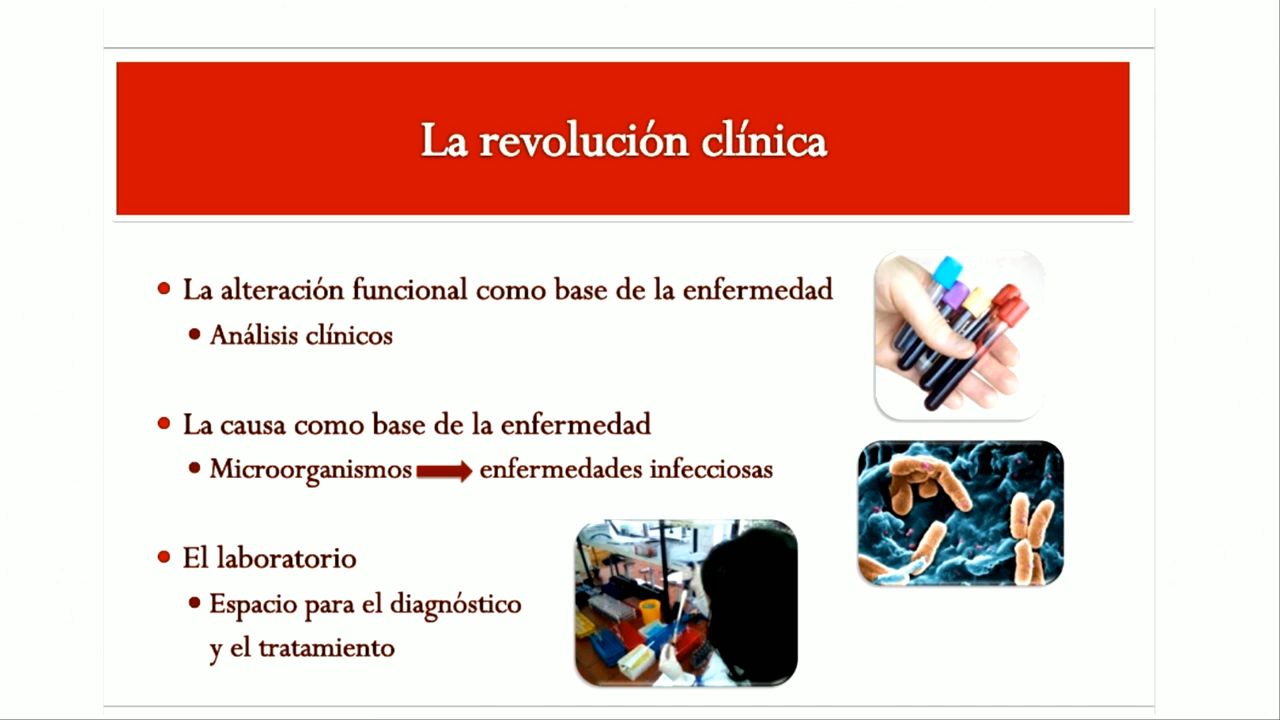 La revolución clínica
La alteración funcional como base de la enfermedad
Análisis clínicos
La causa como base de la enfermedad
Microorganismos enfermedades infecciosas
El laboratorio
Espacio para el diagnóstico
y el tratamiento